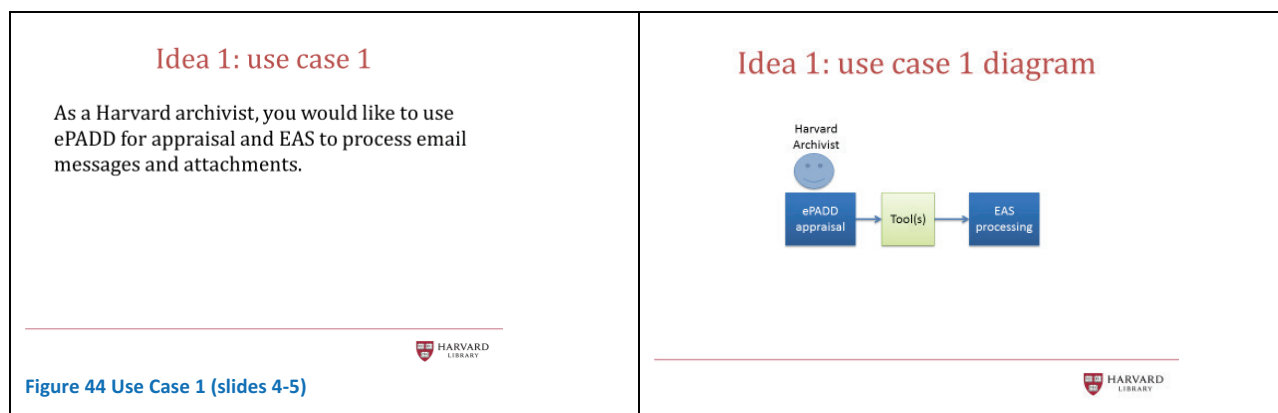 Idea 1: use case 1
As a Harvard archivist, you would like to use
ePADD for appraisal and EAS to process email
messages and attachments.
HARVARD
LIBRARY
Figure 44 Use Case 1 (slides 4-5)
Idea 1: use case 1 diagram
Harvard
Archivist
ePADD
appraisal
Tool(s)
EAS
processing
HARVARD
LIBRARY